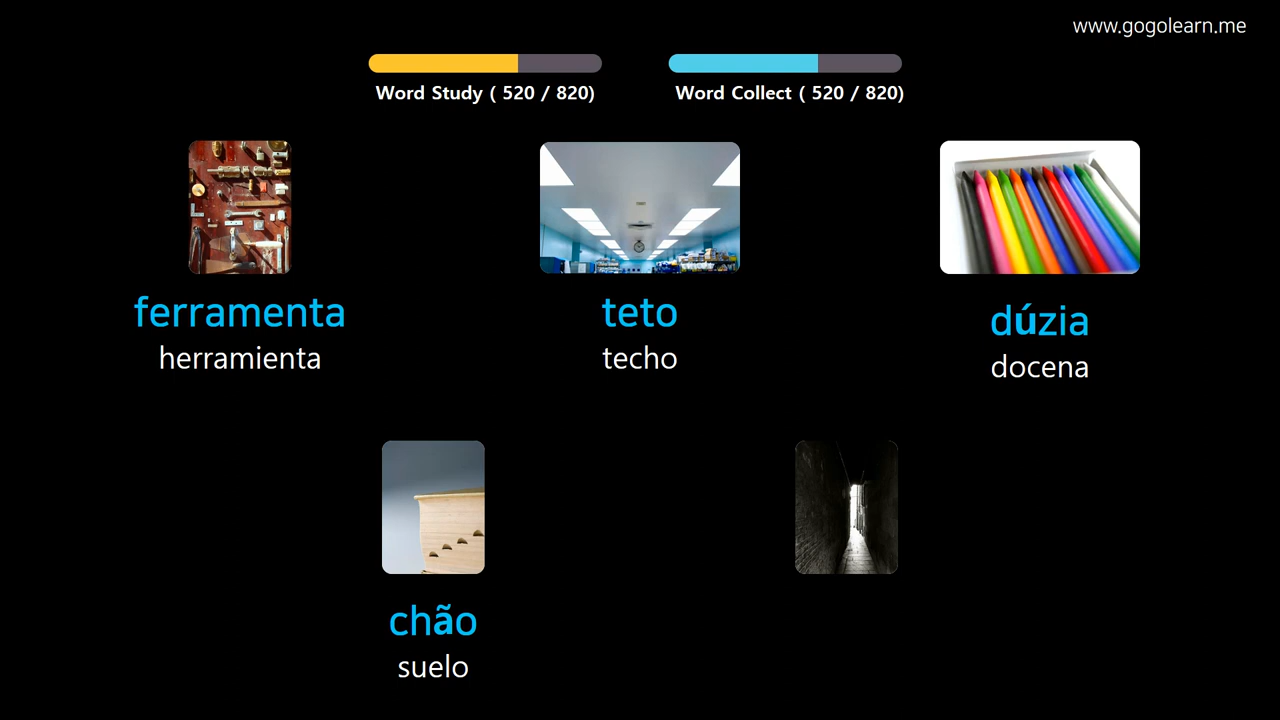 www.gogolearn.me
Word Study ( 520 / 820)
Word Collect ( 520 / 820)
ferramenta
herramienta
teto
techo
dúzia
docena
chão
suelo